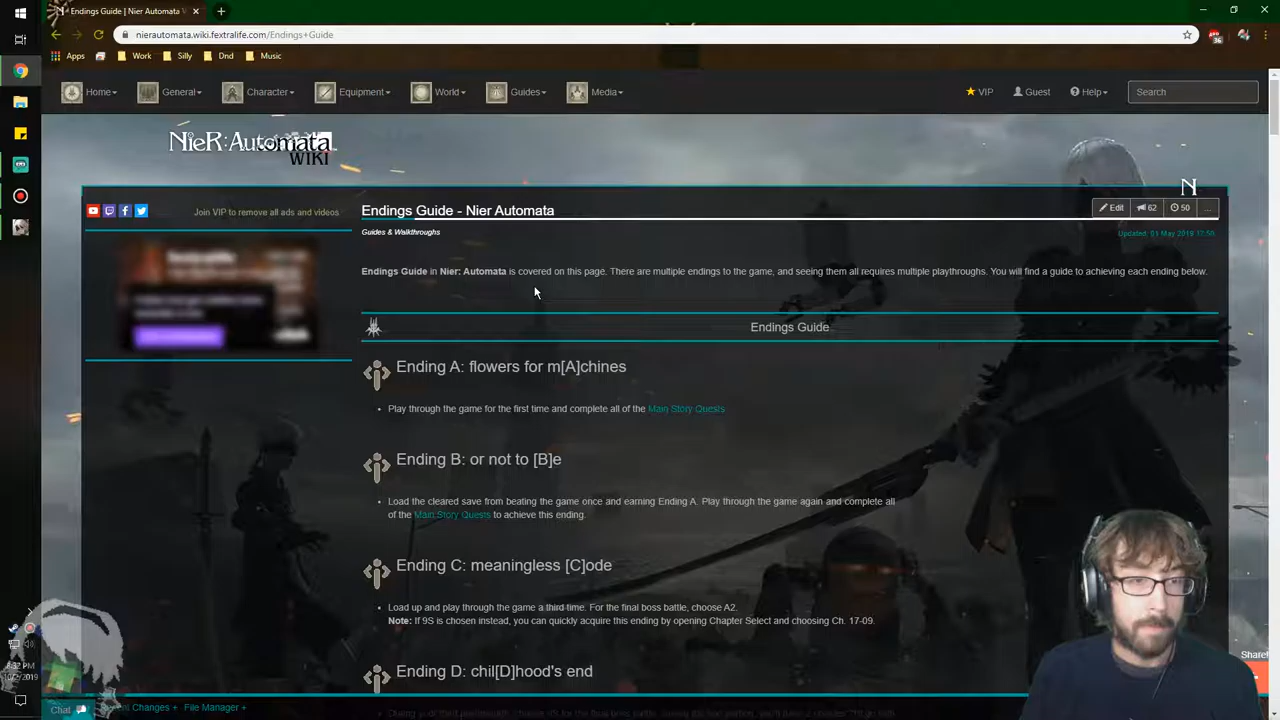 Endings Guide | Nier Automata
nierautomata.wiki.fextralife.com/Endings+Guide
36
Apps
Work
Silly
Dnd
Music
Home
General
Character
Equipment
World
Guides
Media
VIP
Guest
Help
Search
NieR:Automata
WIKI
N
Join VIP to remove all ads and videos
Endings Guide - Nier Automata
Edit
62
50
...
Guides & Walkthroughs
Updated: 01 May 2019 12:50
Endings Guide in Nier: Automata is covered on this page. There are multiple endings to the game, and seeing them all requires multiple playthroughs. You will find a guide to achieving each ending below.
Endings Guide
Ending A: flowers for m[A]chines
Play through the game for the first time and complete all of the Main Story Quests
Ending B: or not to [B]e
Load the cleared save from beating the game once and earning Ending A. Play through the game again and complete all
of the Main Story Quests to achieve this ending.
Ending C: meaningless [C]ode
Load up and play through the game a third time. For the final boss battle, choose A2.
Note: If 9S is chosen instead, you can quickly acquire this ending by opening Chapter Select and choosing Ch. 17-09.
Ending D: chil[D]hood's end
Share
Chat
Changes +
File Manager +